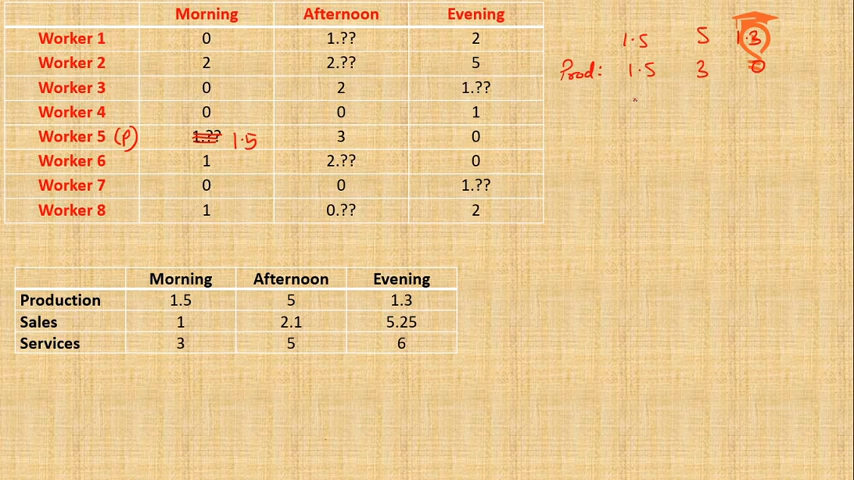 Morning Afternoon Evening
Worker 1 0 1.?? 2
Worker 2 2 2.?? 5
Worker 3 0 2 1.??
Worker 4 0 0 1
Worker 5 (P) 1.?? 1.5 3 0
Worker 6 1 2.?? 0
Worker 7 0 0 1.??
Worker 8 1 0.?? 2
1.5 5 1.3
Prod: 1.5 3 0
Morning Afternoon Evening
Production 1.5 5 1.3
Sales 1 2.1 5.25
Services 3 5 6